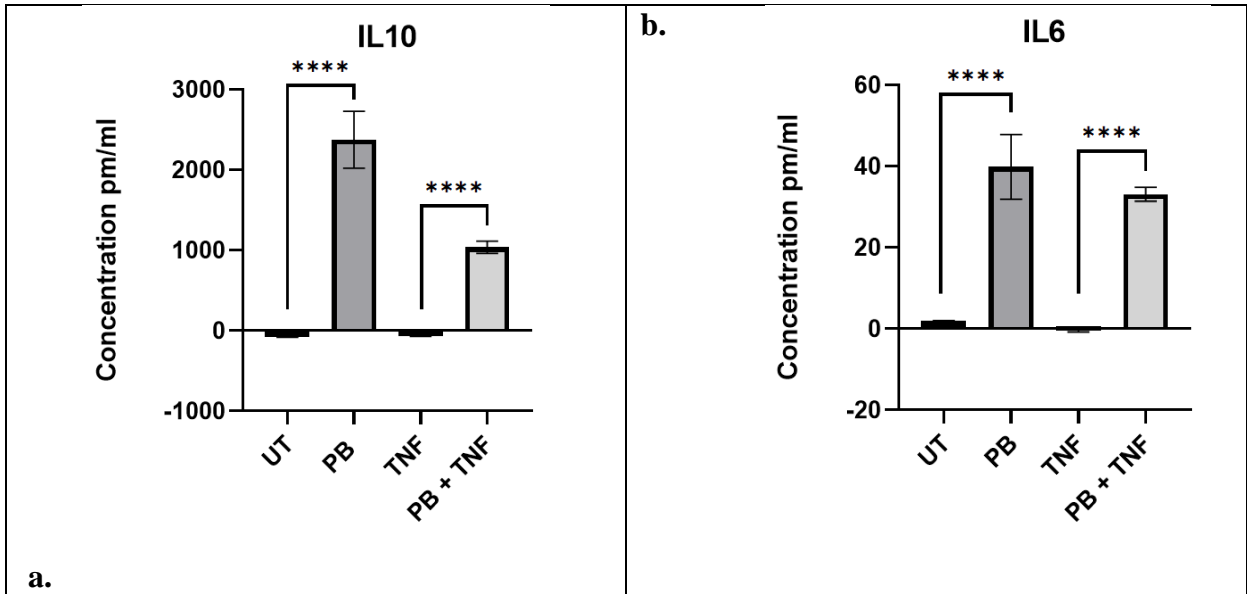 IL10
****
****
3000
2000
1000
0
-1000
Concentration pm/ml
UT
PB
TNF
PB + TNF
a.
b.
IL6
****
****
60
40
20
0
-20
Concentration pm/ml
UT
PB
TNF
PB + TNF